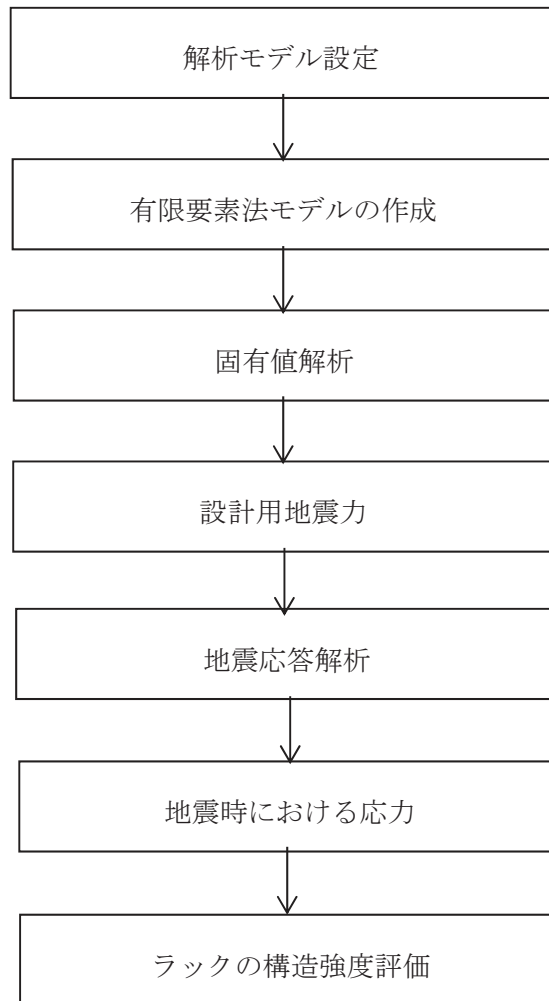 解析モデル設定
有限要素法モデルの作成
固有値解析
設計用地震力
地震応答解析
地震時における応力
ラックの構造強度評価